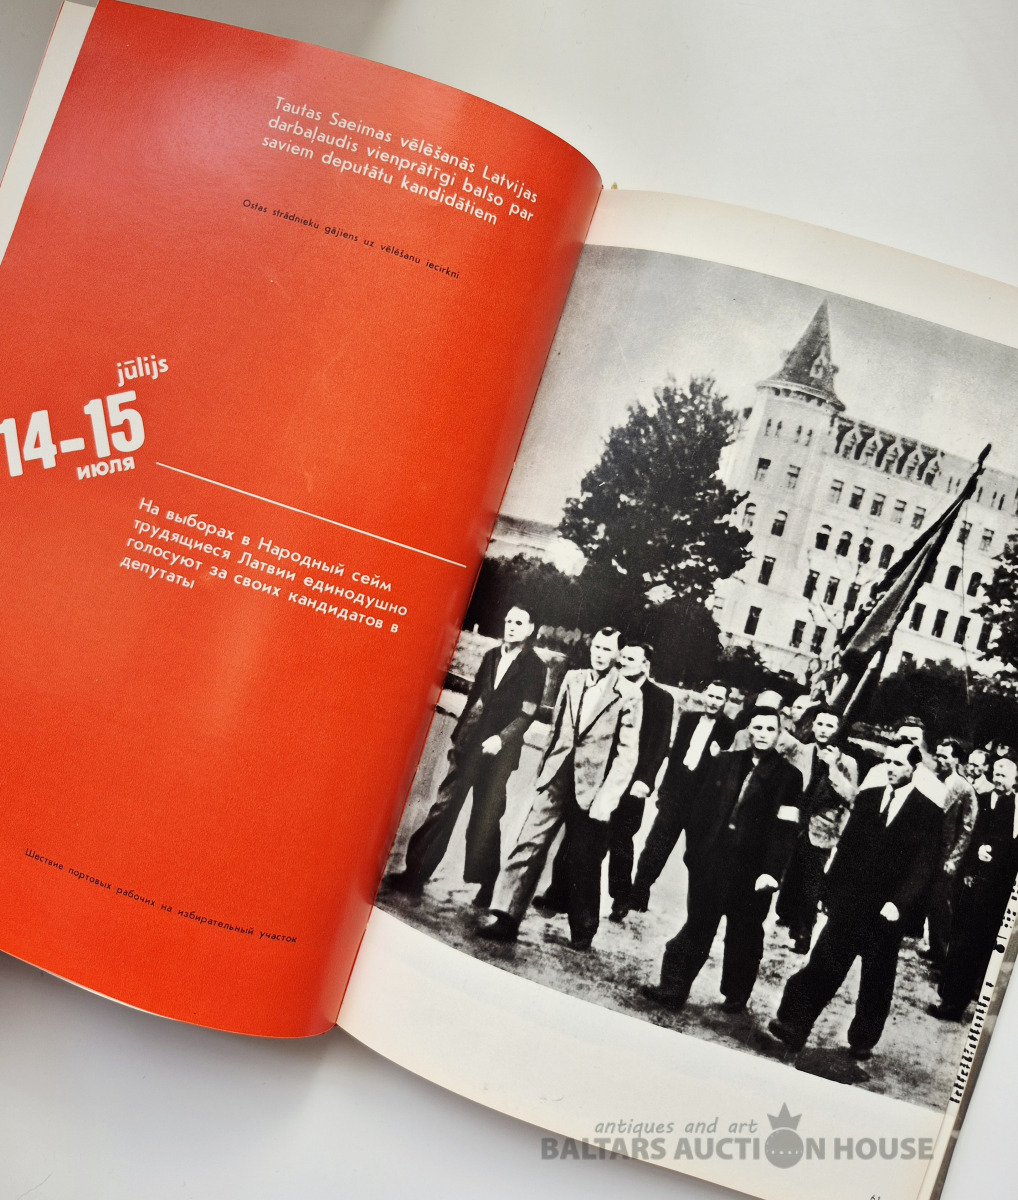 Tautas Saeimas vēlēšanās Latvijas
darbaļaudis vienprātīgi balso par
saviem deputātu kandidātiem
Ostas strādnieku gājiens uz vēlēšanu iecirkni
jūlijs
14-15
июля
На выборах в Народный сейм
трудящиеся Латвии единодушно
голосуют за своих кандидатов в
депутаты
Шествие портовых рабочих на избирательный участок
antiques and art
BALTARS AUCTION HOUSE